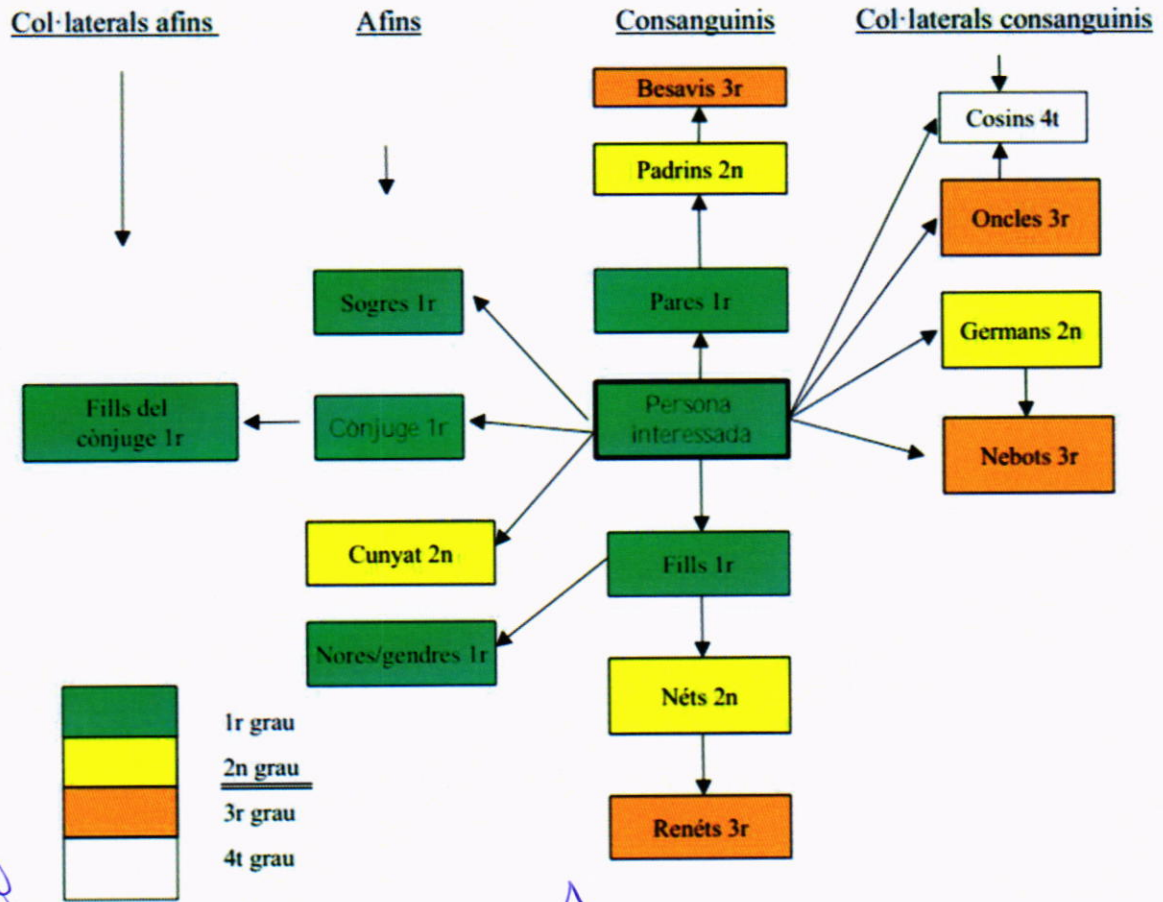 Col·laterals afins
Afins
Consanguinis
Col·laterals consanguinis
Besavis 3r
Padrins 2n
Pares 1r
Persona
interessada
Fills 1r
Néts 2n
Renéts 3r
Cosins 4t
Oncles 3r
Germans 2n
Nebots 3r
Sogres 1r
Cònjuge 1r
Cunyat 2n
Nores/gendres 1r
Fills del
cònjuge 1r
1r grau
2n grau
3r grau
4t grau